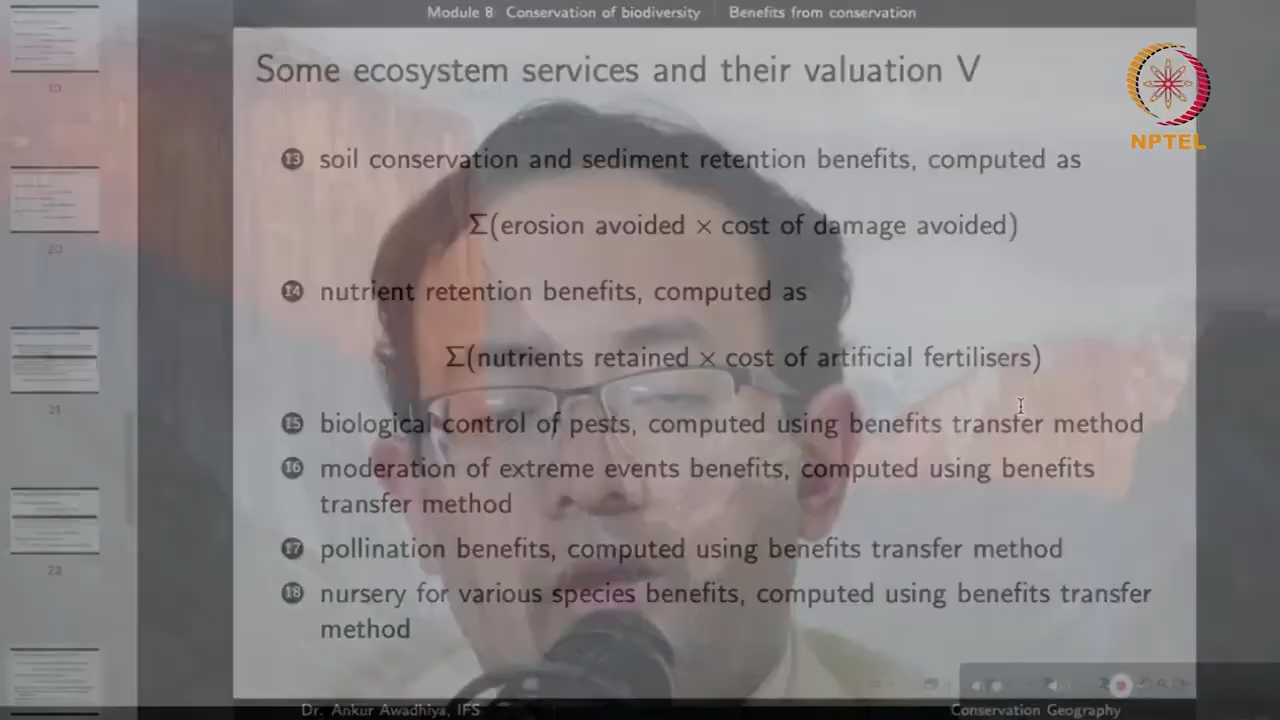 Module 8: Conservation of biodiversity Benefits from conservation
Some ecosystem services and their valuation V
NPTEL
13 soil conservation and sediment retention benefits, computed as
Σ(erosion avoided × cost of damage avoided)
14 nutrient retention benefits, computed as
Σ(nutrients retained × cost of artificial fertilisers)
15 biological control of pests, computed using benefits transfer method
16 moderation of extreme events benefits, computed using benefits
transfer method
17 pollination benefits, computed using benefits transfer method
18 nursery for various species benefits, computed using benefits transfer
method
19
20
21
Dr. Ankur Awadhiya, IFS Conservation Geography